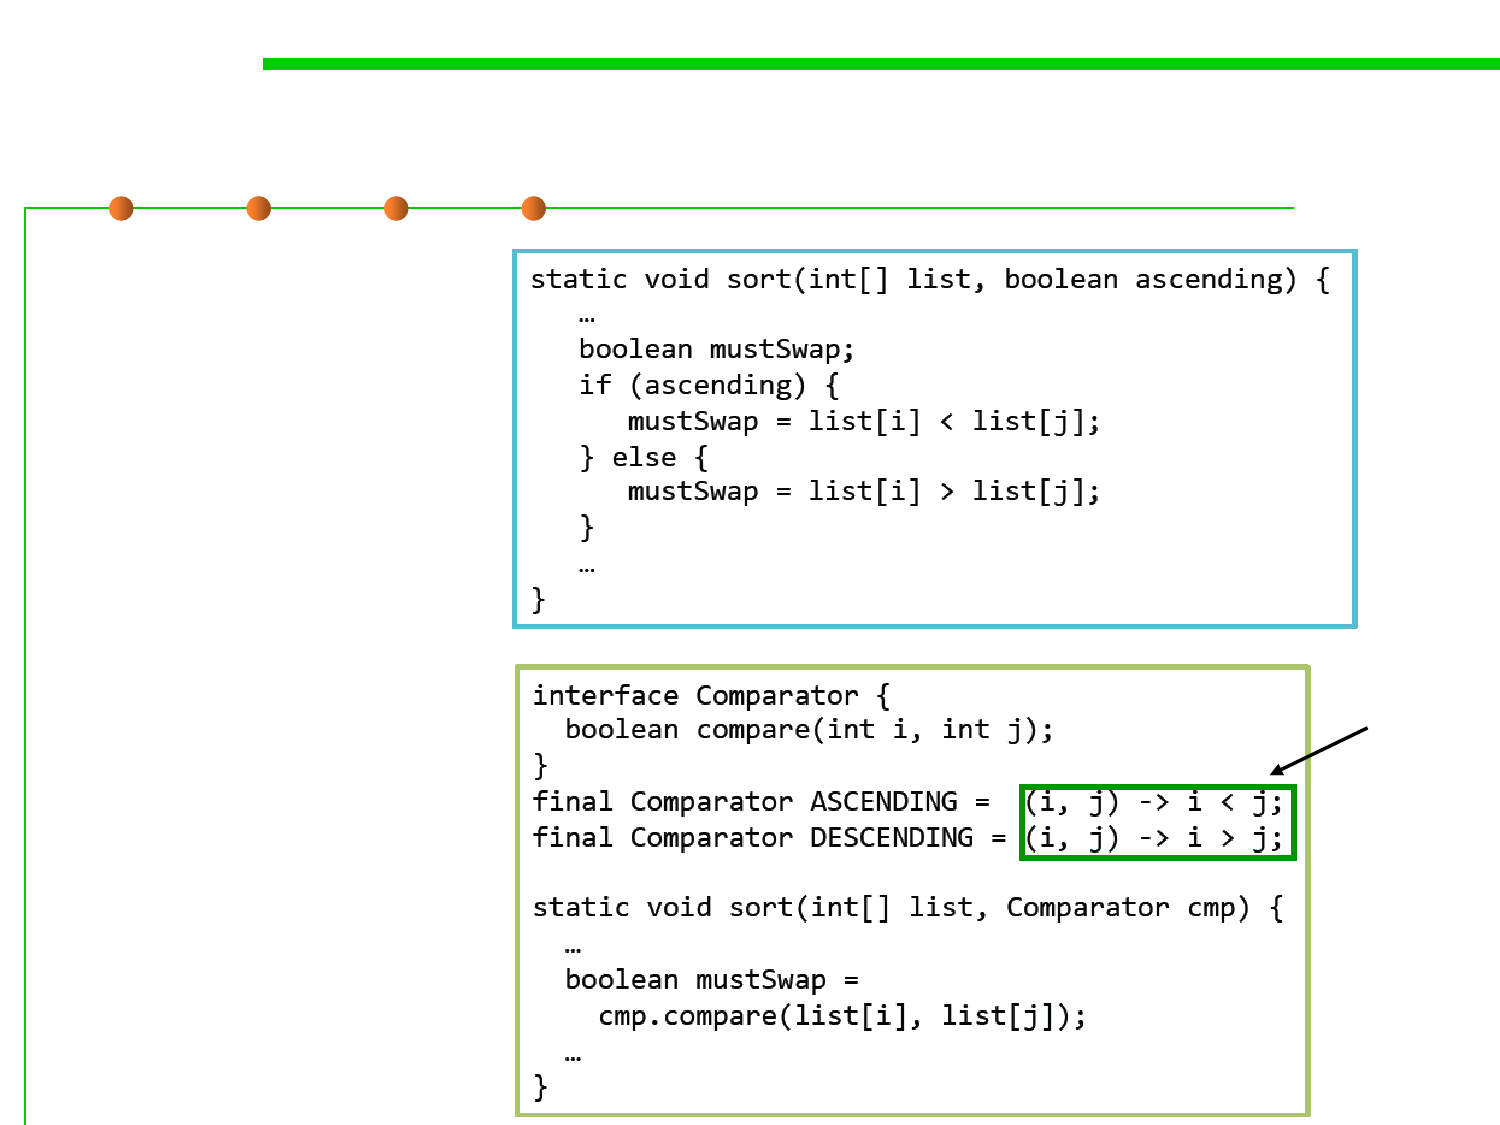 static void sort(int[] list, boolean ascending) {
   …
   boolean mustSwap;
   if (ascending) {
      mustSwap = list[i] < list[j];
   } else {
      mustSwap = list[i] > list[j];
   }
   …
}
interface Comparator {
  boolean compare(int i, int j);
}
final Comparator ASCENDING =  (i, j) -> i < j;
final Comparator DESCENDING = (i, j) -> i > j;
static void sort(int[] list, Comparator cmp) {
  …
  boolean mustSwap =
    cmp.compare(list[i], list[j]);
  …
}